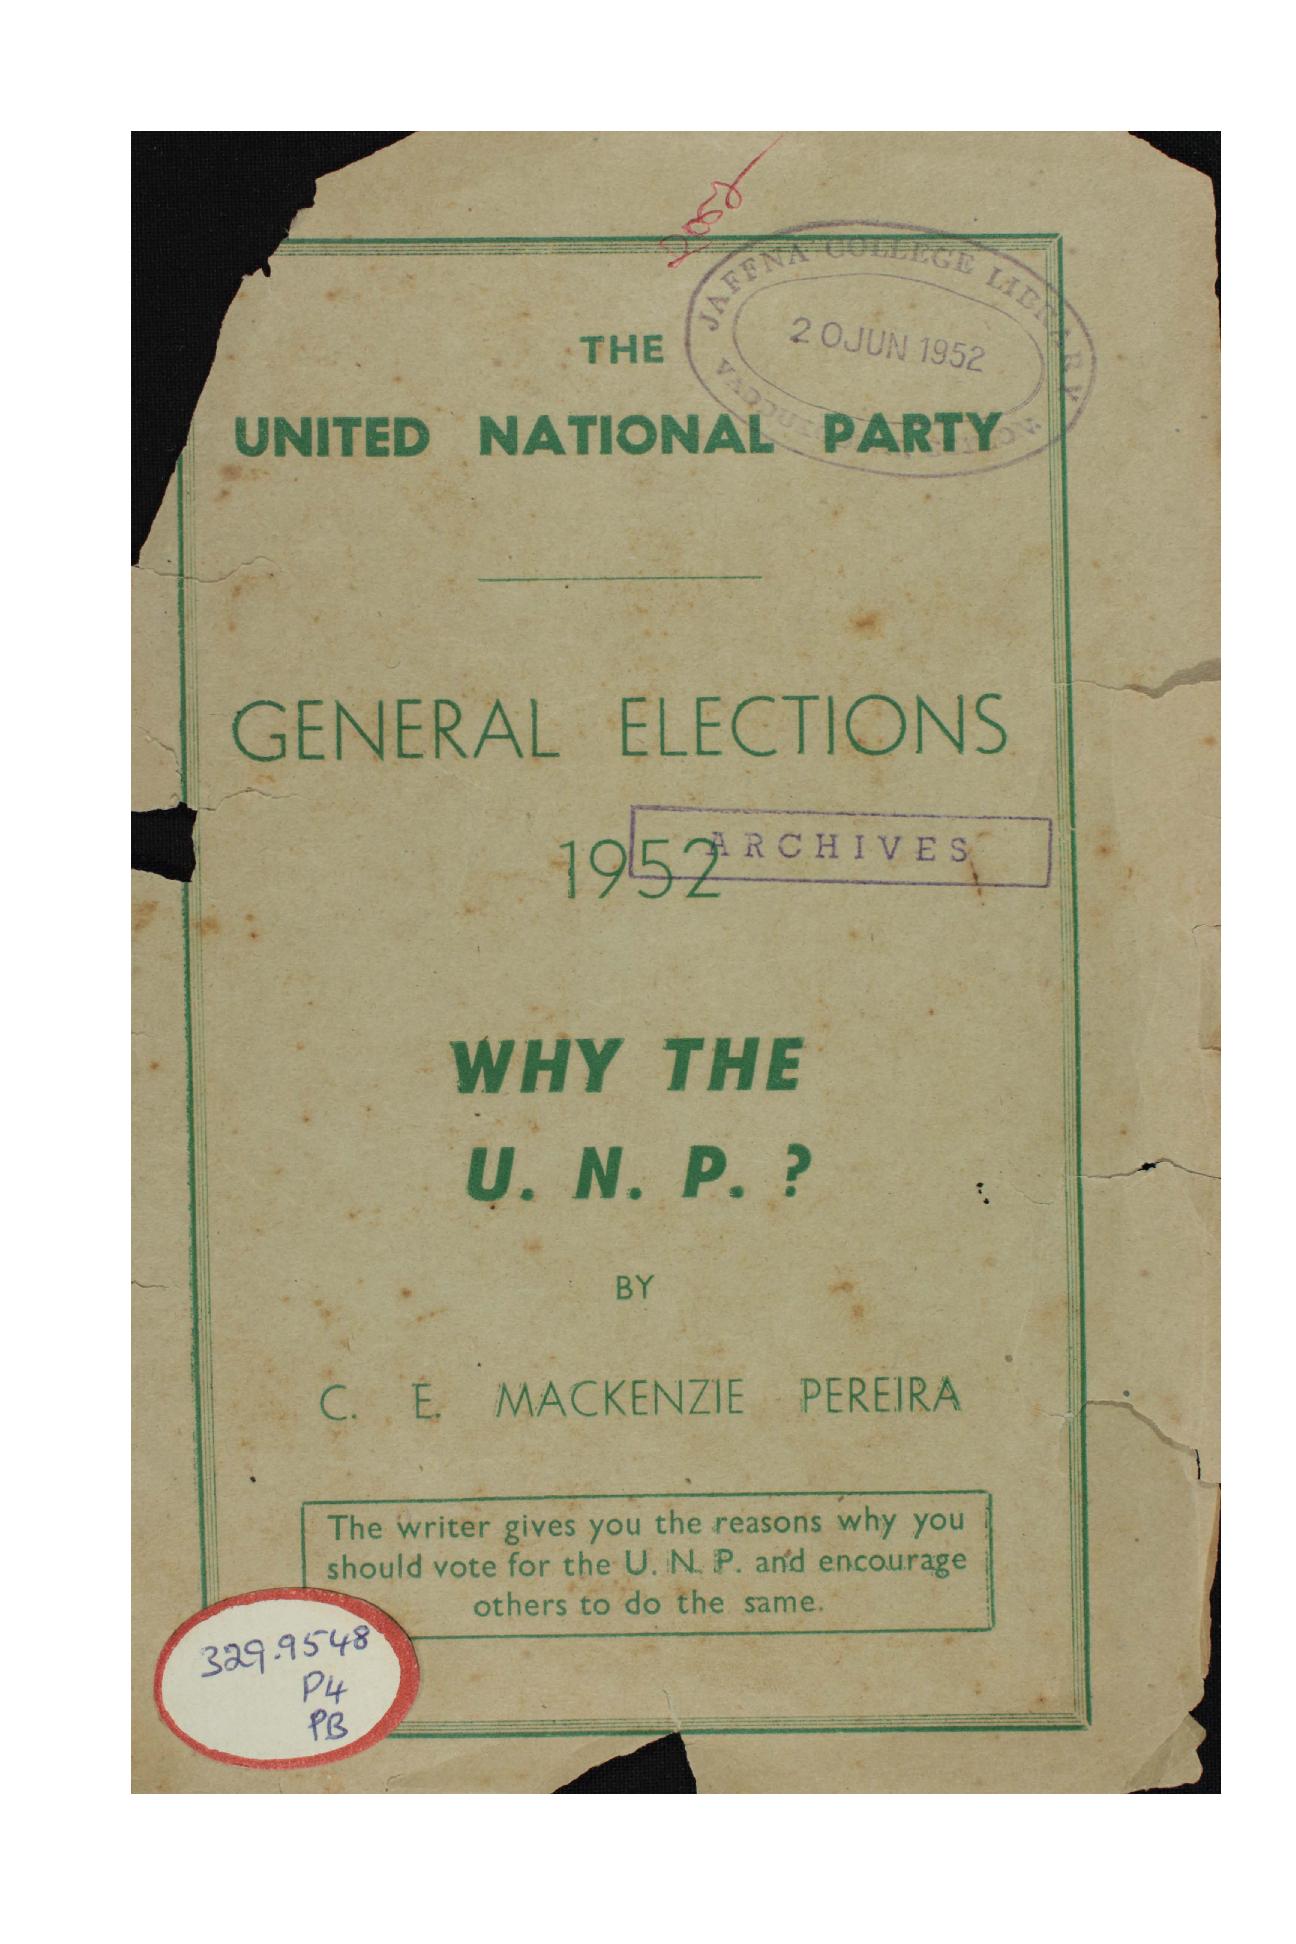 JAFFNA COLLEGE LIBRARY
20 JUN 1952
THE
UNITED NATIONAL PARTY
GENERAL ELECTIONS
1952
ARCHIVES
WHY THE
U. N. P. ?
BY
C. E. MACKENZIE PEREIRA
The writer gives you the reasons why you
should vote for the U. N. P. and encourage
others to do the same.
329.9548
P4
PB